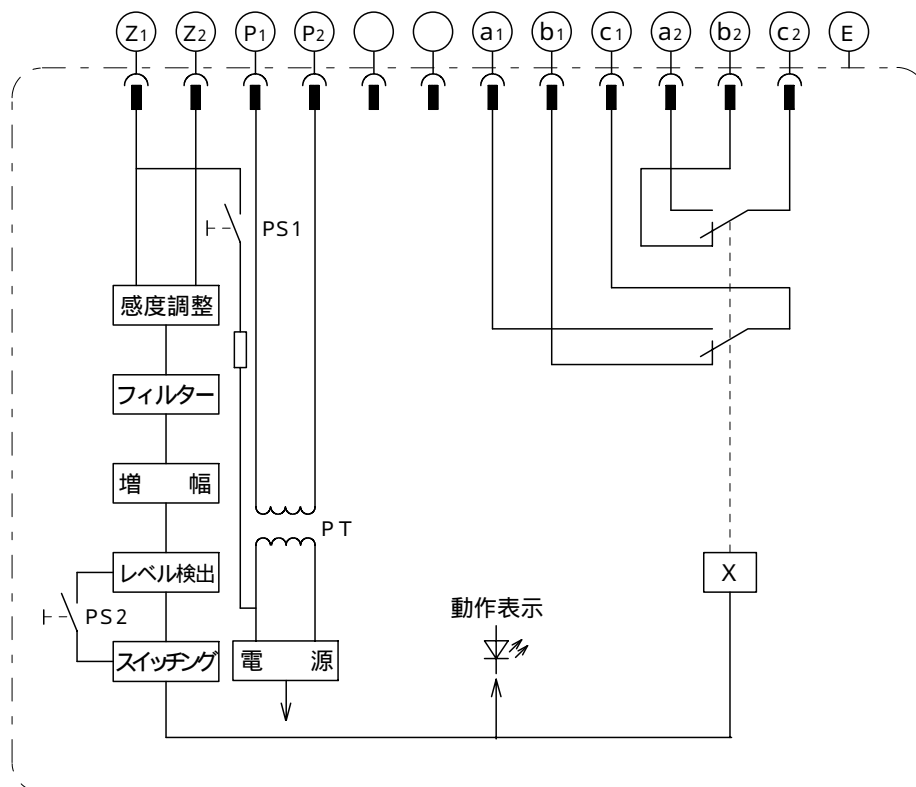 Z1 Z2 P1 P2 a1 b1 c1 a2 b2 c2 E
PS1
感度調整
フィルター
増 幅
PT
レベル検出
X
PS2
動作表示
スイッチング
電 源